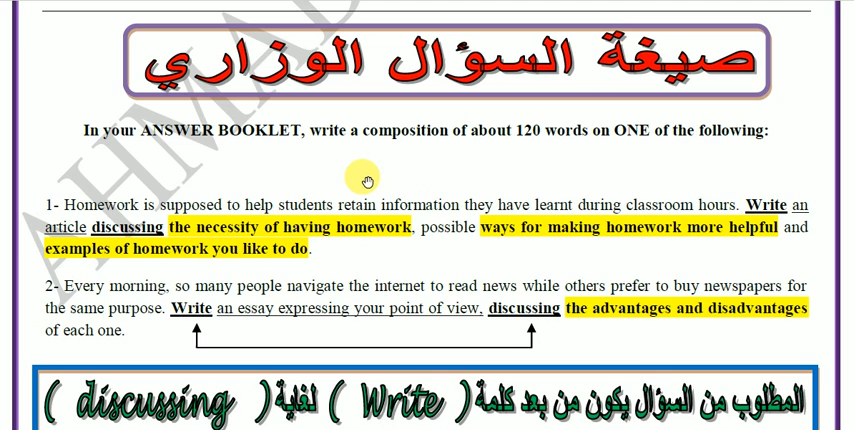 صيغة السؤال الوزاري
In your ANSWER BOOKLET, write a composition of about 120 words on ONE of the following:
1- Homework is supposed to help students retain information they have learnt during classroom hours. Write an
article discussing the necessity of having homework, possible ways for making homework more helpful and
examples of homework you like to do.
2- Every morning, so many people navigate the internet to read news while others prefer to buy newspapers for
the same purpose. Write an essay expressing your point of view, discussing the advantages and disadvantages
of each one.
المطلوب من السؤال يكون من بعد كلمة ( Write ) لغاية ( discussing )